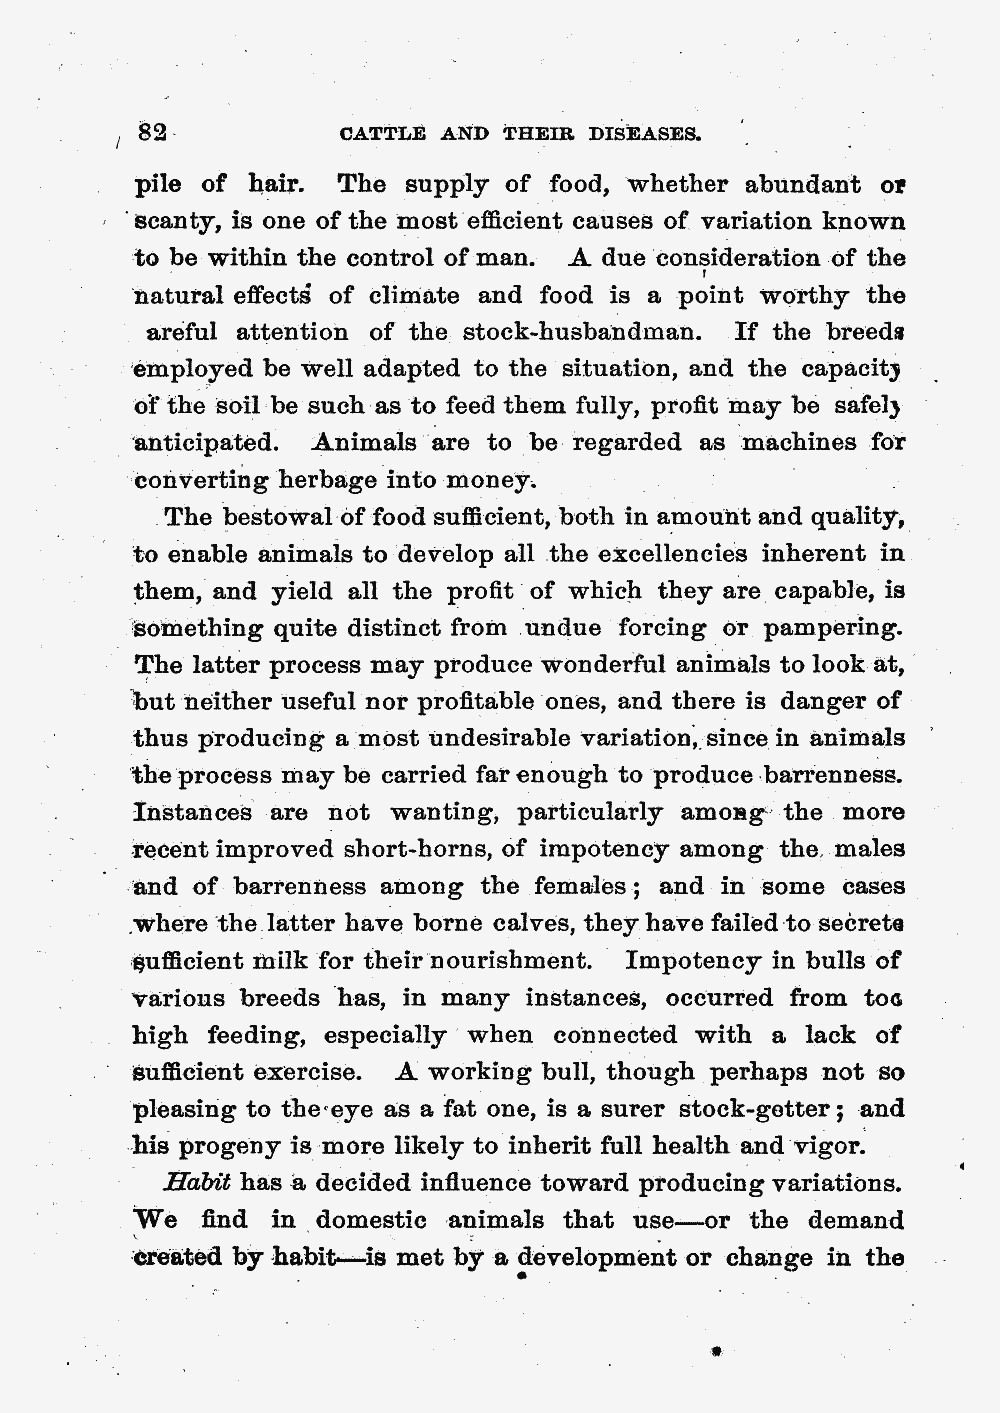 82 CATTLE AND THEIR DISEASES.
pile of hair. The supply of food, whether abundant or
scanty, is one of the most efficient causes of variation known
to be within the control of man. A due consideration of the
natural effects of climate and food is a point worthy the
areful attention of the stock-husbandman. If the breeds
employed be well adapted to the situation, and the capacity
of the soil be such as to feed them fully, profit may be safely
anticipated. Animals are to be regarded as machines for
converting herbage into money.
The bestowal of food sufficient, both in amount and quality,
to enable animals to develop all the excellencies inherent in
them, and yield all the profit of which they are capable, is
something quite distinct from undue forcing or pampering.
The latter process may produce wonderful animals to look at,
but neither useful nor profitable ones, and there is danger of
thus producing a most undesirable variation, since in animals
the process may be carried far enough to produce barrenness.
Instances are not wanting, particularly among the more
recent improved short-horns, of impotency among the males
and of barrenness among the females; and in some cases
where the latter have borne calves, they have failed to secrete
sufficient milk for their nourishment. Impotency in bulls of
various breeds has, in many instances, occurred from too
high feeding, especially when connected with a lack of
sufficient exercise. A working bull, though perhaps not so
pleasing to the eye as a fat one, is a surer stock-getter; and
his progeny is more likely to inherit full health and vigor.
Habit has a decided influence toward producing variations.
We find in domestic animals that use—or the demand
created by habit—is met by a development or change in the